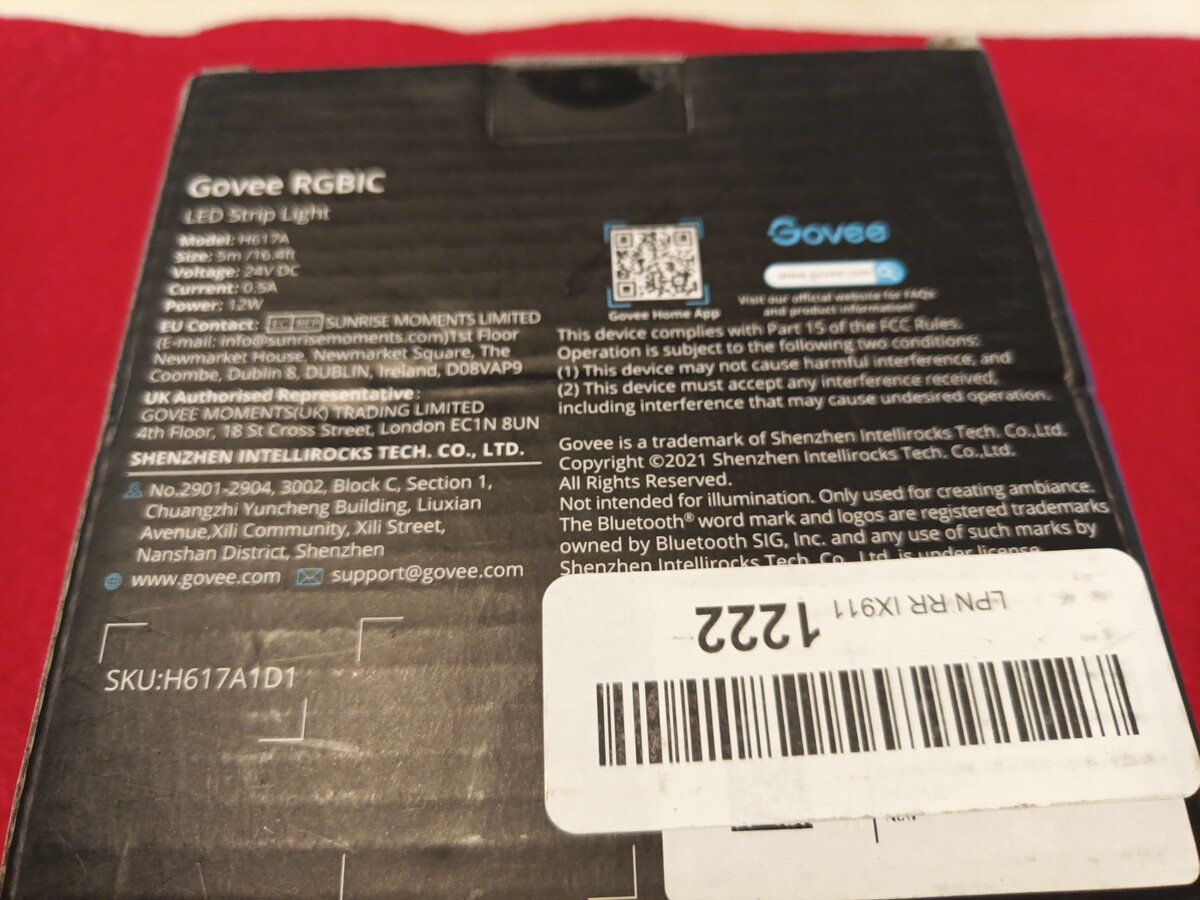 Govee RGBIC
LED Strip Light
Model: H617A
Size: 5m /16.4ft
Voltage: 24V DC
Current: 0.5A
Power: 12W
EU Contact: EC REP SUNRISE MOMENTS LIMITED
(E-mail: info@sunrisemoments.com)1st Floor
Newmarket House, Newmarket Square, The
Coombe, Dublin 8, DUBLIN, Ireland, D08VAP9
UK Authorised Representative:
GOVEE MOMENTS(UK) TRADING LIMITED
4th Floor, 18 St Cross Street, London EC1N 8UN
SHENZHEN INTELLIROCKS TECH. CO., LTD.
No.2901-2904, 3002, Block C, Section 1,
Chuangzhi Yuncheng Building, Liuxian
Avenue,Xili Community, Xili Street,
Nanshan District, Shenzhen
www.govee.com support@govee.com
SKU:H617A1D1
Govee Home App
Govee
www.govee.com
Visit our official website for FAQs
and product information!
This device complies with Part 15 of the FCC Rules.
Operation is subject to the following two conditions:
(1) This device may not cause harmful interference, and
(2) This device must accept any interference received,
including interference that may cause undesired operation.
Govee is a trademark of Shenzhen Intellirocks Tech. Co.,Ltd.
Copyright ©2021 Shenzhen Intellirocks Tech. Co.,Ltd.
All Rights Reserved.
Not intended for illumination. Only used for creating ambiance.
The Bluetooth® word mark and logos are registered trademarks
owned by Bluetooth SIG, Inc. and any use of such marks by
Shenzhen Intellirocks Tech. Co., Ltd. is under license.
LPN RR IX911 1222